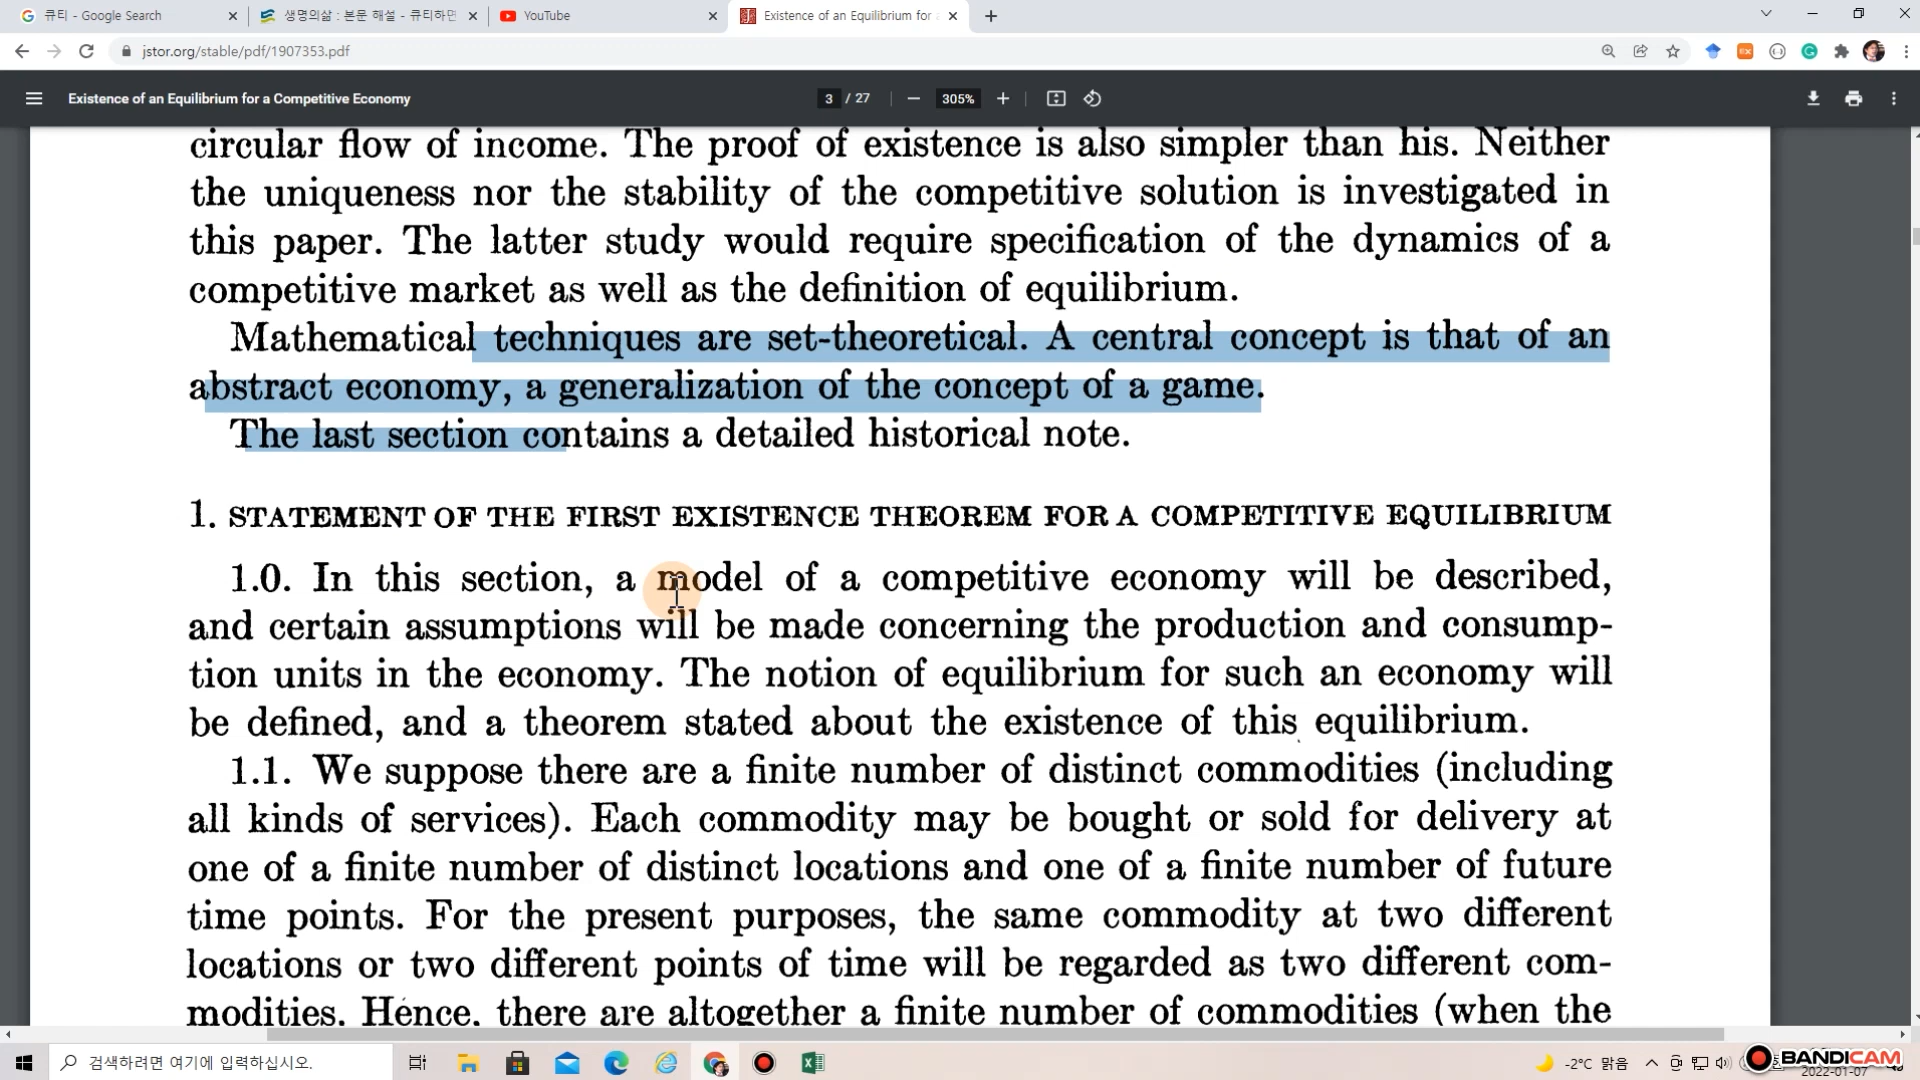 큐티 - Google Search
생명의삶 : 본문 해설 - 큐티하면
YouTube
Existence of an Equilibrium for a
jstor.org/stable/pdf/1907353.pdf
Existence of an Equilibrium for a Competitive Economy
3 / 27
305%
circular flow of income. The proof of existence is also simpler than his. Neither
the uniqueness nor the stability of the competitive solution is investigated in
this paper. The latter study would require specification of the dynamics of a
competitive market as well as the definition of equilibrium.
Mathematical techniques are set-theoretical. A central concept is that of an
abstract economy, a generalization of the concept of a game.
The last section contains a detailed historical note.
1. STATEMENT OF THE FIRST EXISTENCE THEOREM FOR A COMPETITIVE EQUILIBRIUM
1.0. In this section, a model of a competitive economy will be described,
and certain assumptions will be made concerning the production and consump-
tion units in the economy. The notion of equilibrium for such an economy will
be defined, and a theorem stated about the existence of this equilibrium.
1.1. We suppose there are a finite number of distinct commodities (including
all kinds of services). Each commodity may be bought or sold for delivery at
one of a finite number of distinct locations and one of a finite number of future
time points. For the present purposes, the same commodity at two different
locations or two different points of time will be regarded as two different com-
modities. Hence, there are altogether a finite number of commodities (when the
검색하려면 여기에 입력하십시오.
-2°C 맑음
BANDICAM
2022-01-07